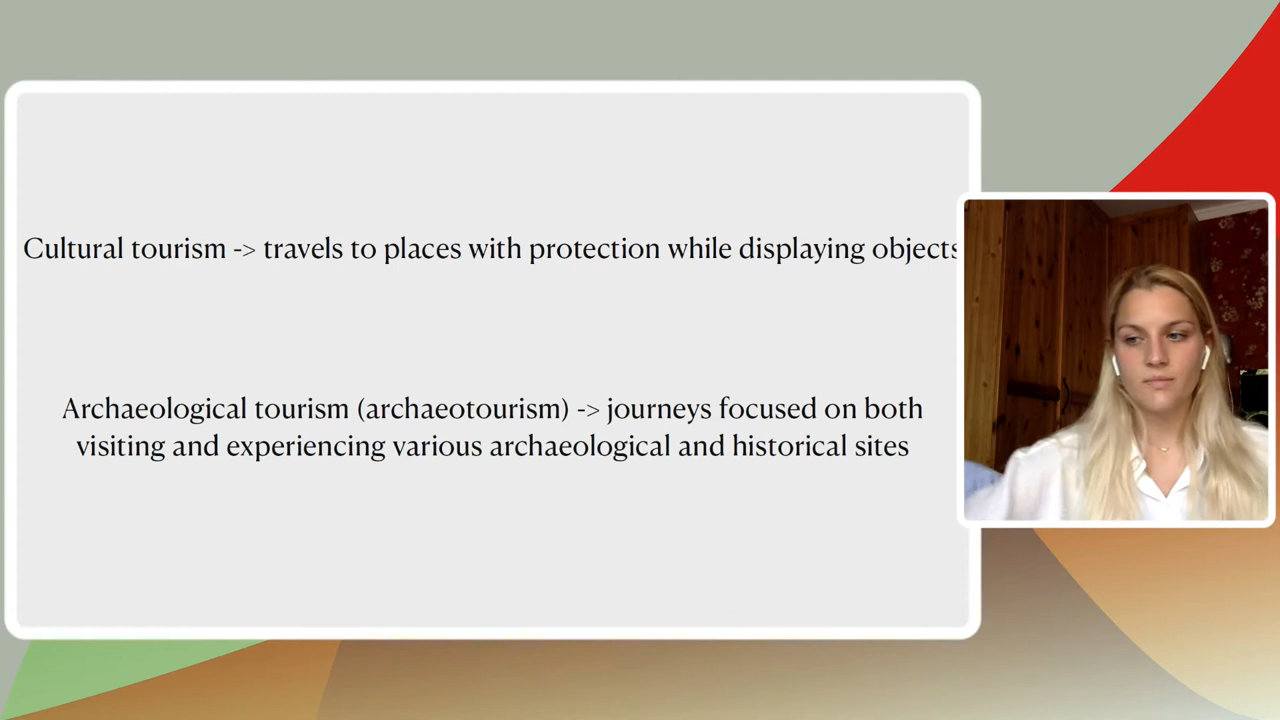 Cultural tourism -> travels to places with protection while displaying objects
Archaeological tourism (archaeotourism) -> journeys focused on both
visiting and experiencing various archaeological and historical sites